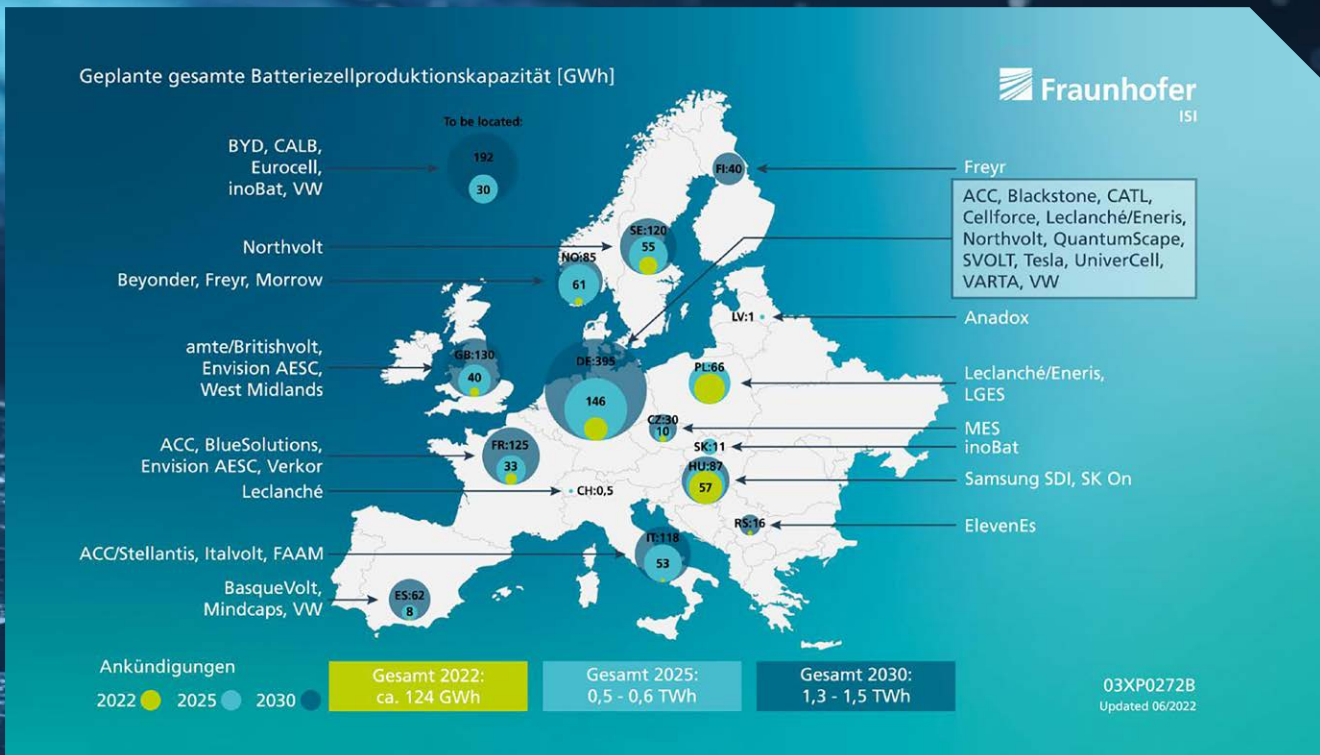 Geplante gesamte Batteriezellproduktionskapazität [GWh]
Fraunhofer
ISI
To be located:
192
30
BYD, CALB,
Eurocell,
inoBat, VW
Northvolt
Beyonder, Freyr, Morrow
amte/Britishvolt,
Envision AESC,
West Midlands
ACC, BlueSolutions,
Envision AESC, Verkor
Leclanché
ACC/Stellantis, Italvolt, FAAM
BasqueVolt,
Mindcaps, VW
FI:40
SE:120
55
NO:85
61
GB:130
40
DE:395
146
LV:1
PL:66
CZ:30
10
FR:125
33
SK:11
HU:87
57
CH:0,5
RS:16
IT:118
53
ES:62
8
Freyr
ACC, Blackstone, CATL,
Cellforce, Leclanché/Eneris,
Northvolt, QuantumScape,
SVOLT, Tesla, UniverCell,
VARTA, VW
Anadox
Leclanché/Eneris,
LGES
MES
inoBat
Samsung SDI, SK On
ElevenEs
Ankündigungen
2022 2025 2030
Gesamt 2022:
ca. 124 GWh
Gesamt 2025:
0,5 - 0,6 TWh
Gesamt 2030:
1,3 - 1,5 TWh
03XP0272B
Updated 06/2022